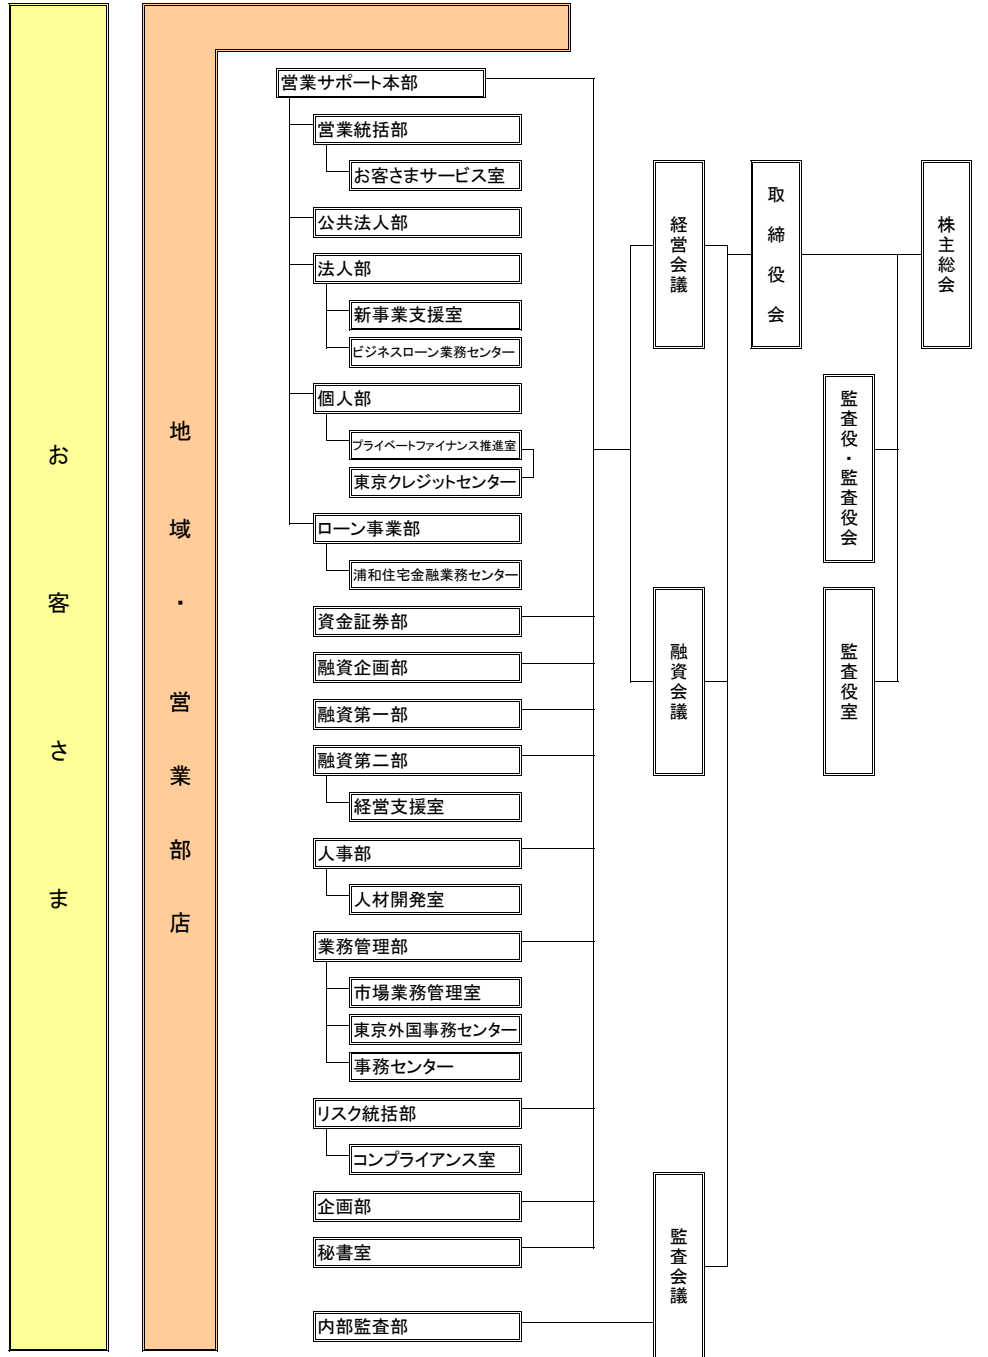 お客さま
地域・営業部店
営業サポート本部
営業統括部
お客さまサービス室
公共法人部
法人部
新事業支援室
ビジネスローン業務センター
個人部
プライベートファイナンス推進室
東京クレジットセンター
ローン事業部
浦和住宅金融業務センター
資金証券部
融資企画部
融資第一部
融資第二部
経営支援室
人事部
人材開発室
業務管理部
市場業務管理室
東京外国事務センター
事務センター
リスク統括部
コンプライアンス室
企画部
秘書室
内部監査部
経営会議
融資会議
監査会議
取締役会
監査役・監査役会
監査役室
株主総会